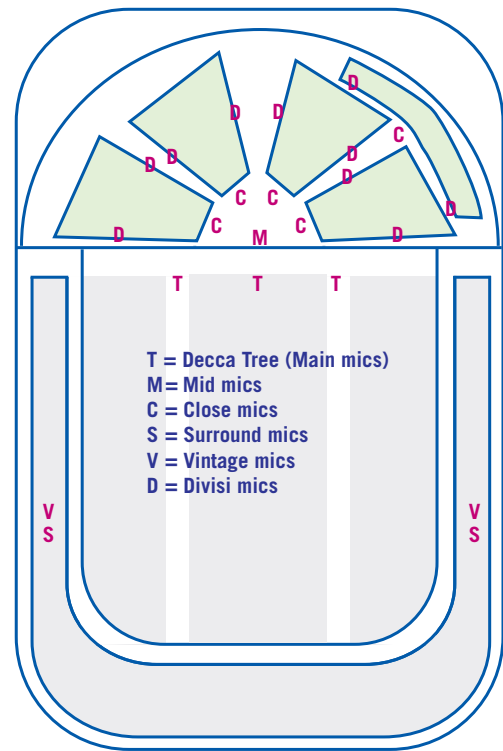 D
D D
C
D D D D
C C
C C D
D M D
T T T
T = Decca Tree (Main mics)
M= Mid mics
C = Close mics
S = Surround mics
V = Vintage mics
D = Divisi mics
V V
S S